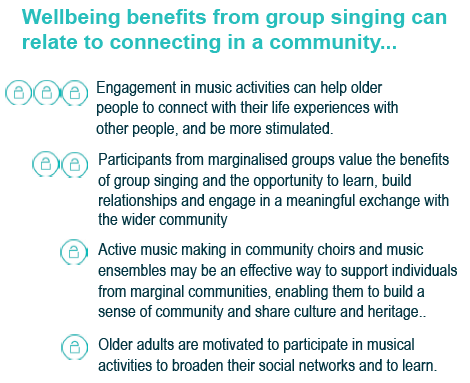 Wellbeing benefits from group singing can
relate to connecting in a community...
Engagement in music activities can help older
people to connect with their life experiences with
other people, and be more stimulated.
Participants from marginalised groups value the benefits
of group singing and the opportunity to learn, build
relationships and engage in a meaningful exchange with
the wider community
Active music making in community choirs and music
ensembles may be an effective way to support individuals
from marginal communities, enabling them to build a
sense of community and share culture and heritage..
Older adults are motivated to participate in musical
activities to broaden their social networks and to learn.